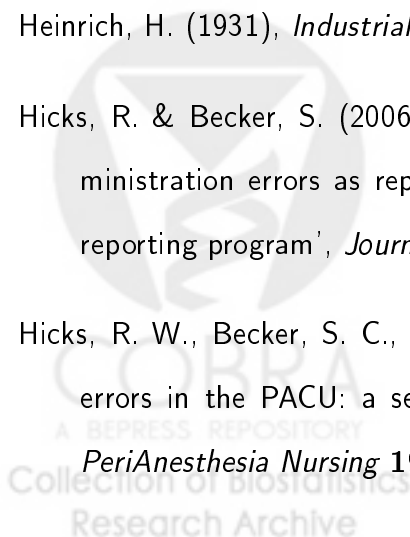 Heinrich, H. (1931), Industrial
Hicks, R. & Becker, S. (2006
ministration errors as rep
reporting program', Journ
Hicks, R. W., Becker, S. C.,
COBRA
errors in the PACU: a se
A BEPRESS REPOSITORY
PeriAnesthesia Nursing 19
Collection of Biostatistics
Research Archive